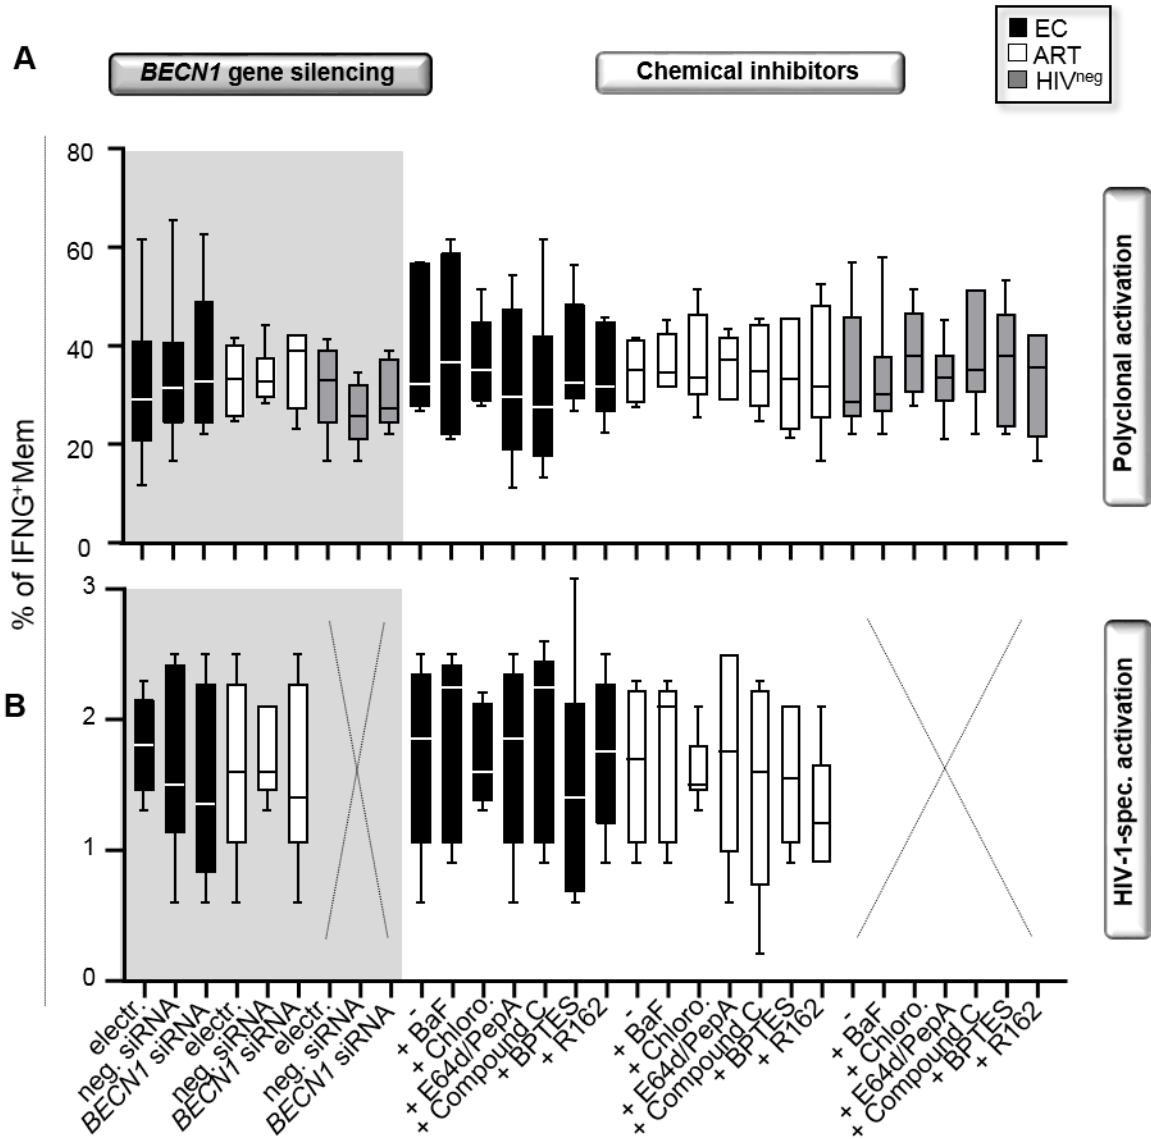 A
BECN1 gene silencing
Chemical inhibitors
EC
ART
HIVneg
80
60
40
20
0
Polyclonal activation
% of IFNG+Mem
B
3
2
1
0
HIV-1-spec. activation
electr.
neg. siRNA
BECN1 siRNA
electr.
neg. siRNA
BECN1 siRNA
electr.
neg. siRNA
BECN1 siRNA
-
+ BaF
+ Chloro.
+ E64d/PepA
+ Compound C
+ BPTES
+ R162
-
+ BaF
+ Chloro.
+ E64d/PepA
+ Compound C
+ BPTES
+ R162
-
+ BaF
+ Chloro.
+ E64d/PepA
+ Compound C
+ BPTES
+ R162